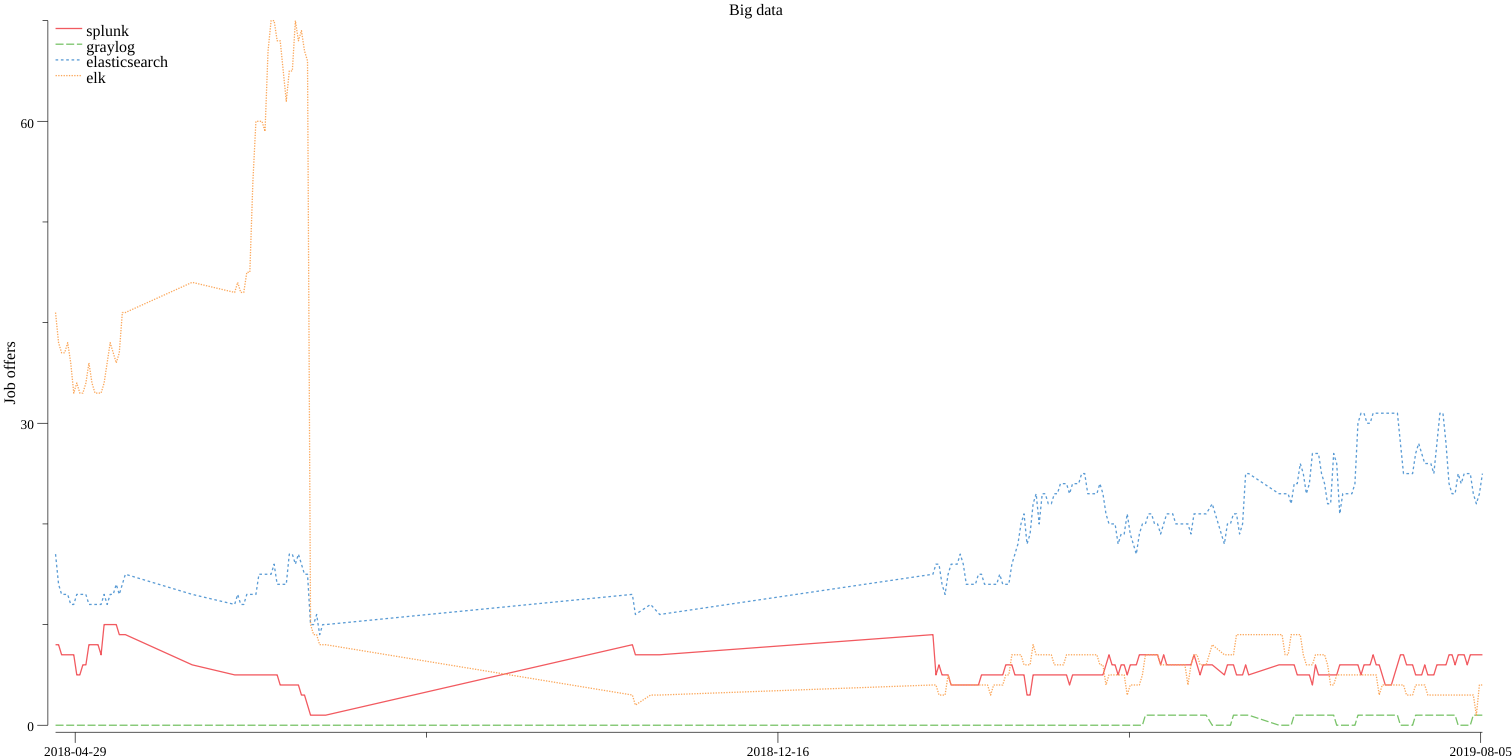 Big data
splunk
graylog
elasticsearch
elk
60
30
0
Job offers
2018-04-29
2018-12-16
2019-08-05